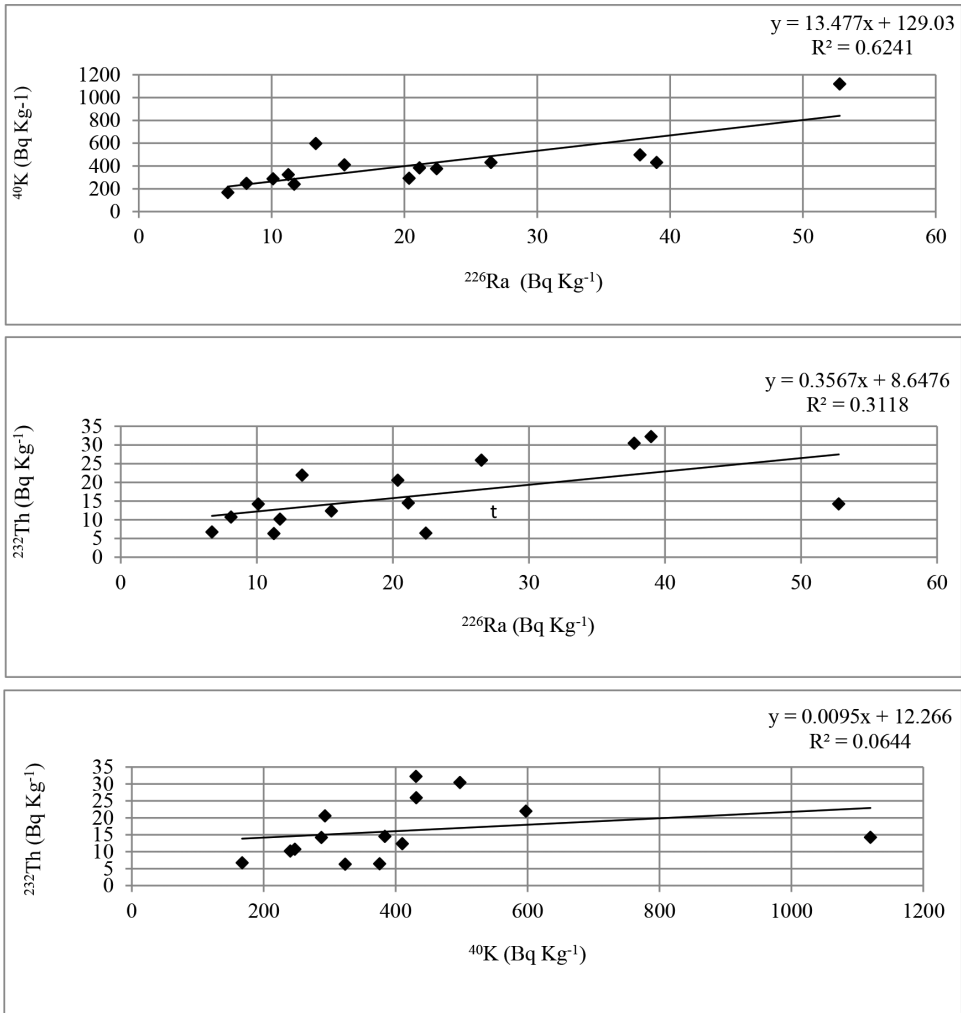 y = 13.477x + 129.03
R² = 0.6241
⁴⁰K (Bq Kg-1)
1200
1000
800
600
400
200
0
0 10 20 30 40 50 60
²²⁶Ra (Bq Kg⁻¹)
y = 0.3567x + 8.6476
R² = 0.3118
²³²Th (Bq Kg⁻¹)
35
30
25
20
15
10
5
0
t
0 10 20 30 40 50 60
²²⁶Ra (Bq Kg⁻¹)
y = 0.0095x + 12.266
R² = 0.0644
²³²Th (Bq Kg⁻¹)
35
30
25
20
15
10
5
0
0 200 400 600 800 1000 1200
⁴⁰K (Bq Kg⁻¹)